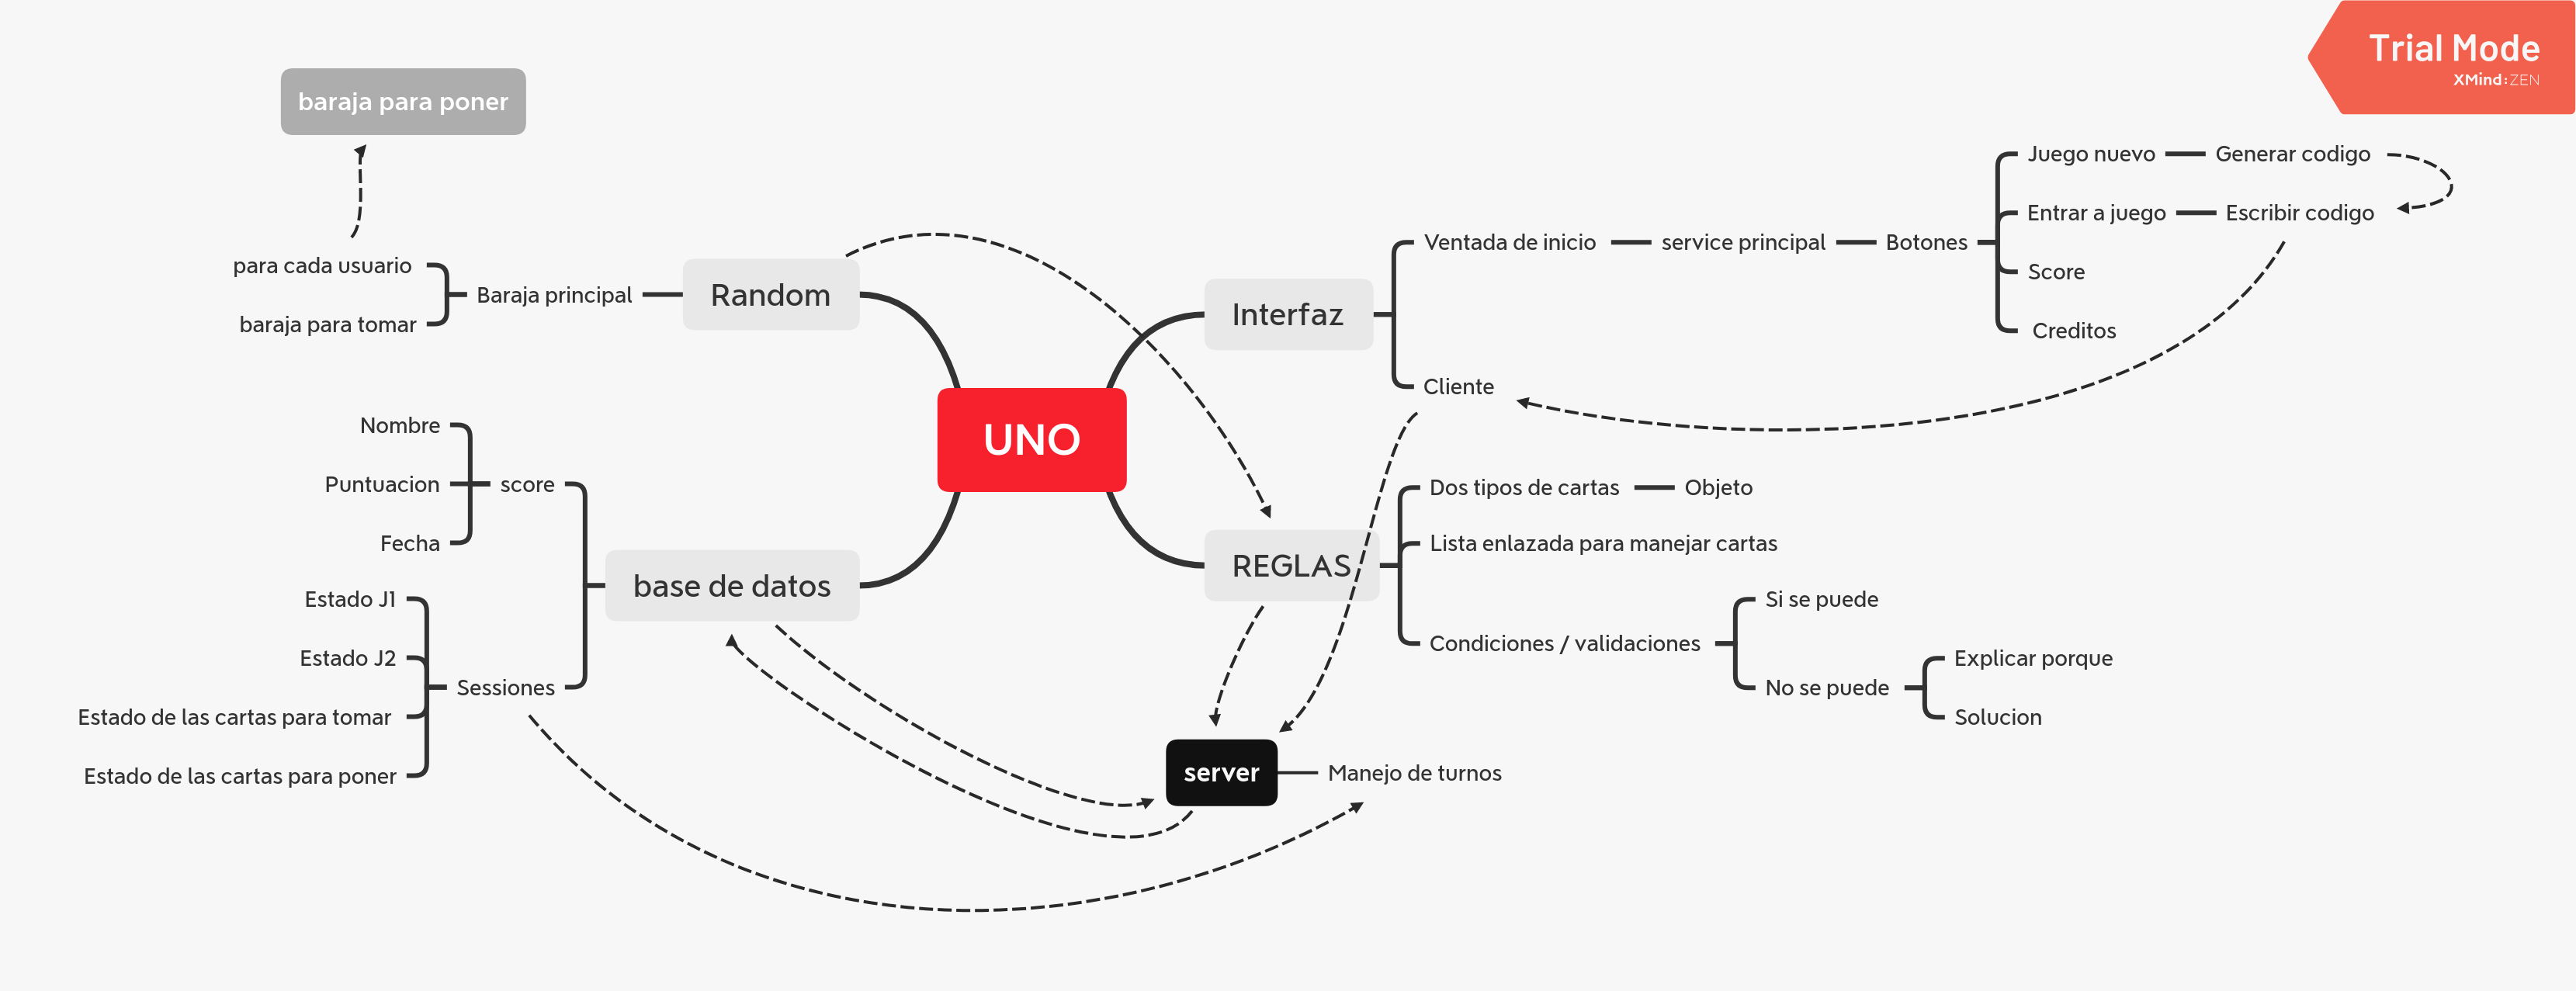 Trial Mode
XMind:ZEN
baraja para poner
para cada usuario
baraja para tomar
Baraja principal
Random
Nombre
Puntuacion
Fecha
score
Estado J1
Estado J2
Estado de las cartas para tomar
Estado de las cartas para poner
Sessiones
base de datos
UNO
Interfaz
Ventada de inicio
service principal
Botones
Juego nuevo
Generar codigo
Entrar a juego
Escribir codigo
Score
Creditos
Cliente
REGLAS
Dos tipos de cartas
Objeto
Lista enlazada para manejar cartas
Condiciones / validaciones
Si se puede
No se puede
Explicar porque
Solucion
server
Manejo de turnos